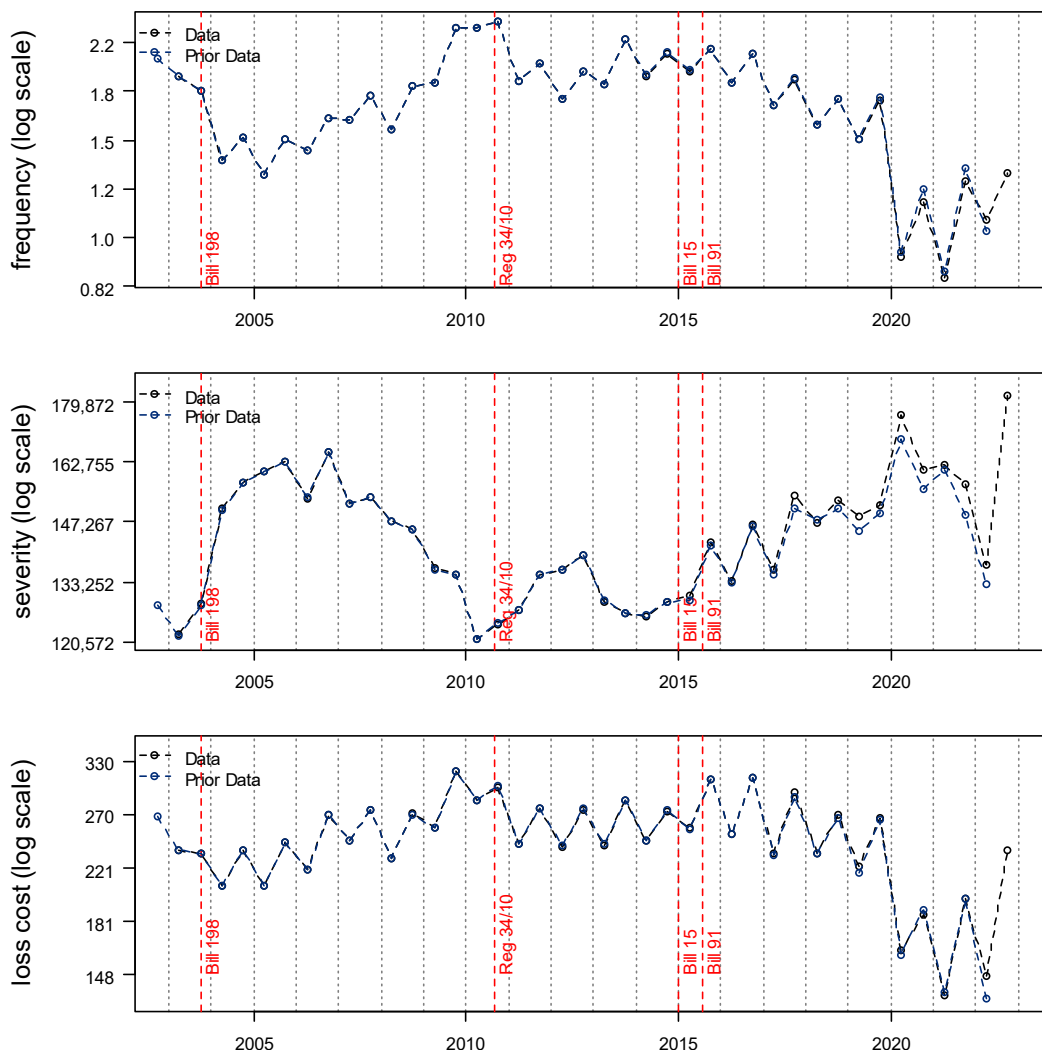 frequency (log scale)
2.2
1.8
1.5
1.2
1.0
0.82
Data
Prior Data
Bill 198
Reg 34/10
Bill 15
Bill 91
2005
2010
2015
2020
severity (log scale)
179,872
162,755
147,267
133,252
120,572
Data
Prior Data
Bill 198
Reg 34/10
Bill 15
Bill 91
2005
2010
2015
2020
loss cost (log scale)
330
270
221
181
148
Data
Prior Data
Bill 198
Reg 34/10
Bill 15
Bill 91
2005
2010
2015
2020